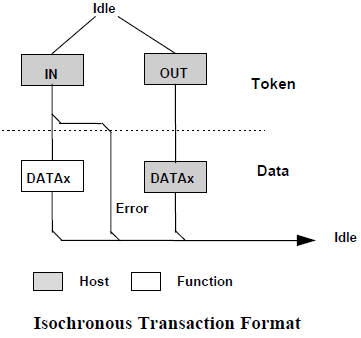 Idle
IN
OUT
Token
DATAx
DATAx
Data
Error
Idle
Host
Function
Isochronous Transaction Format